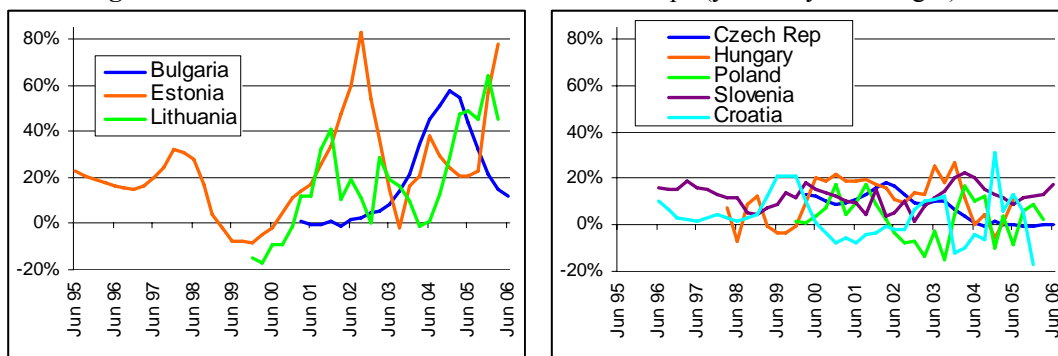 80%
60%
40%
20%
0%
-20%
Bulgaria
Estonia
Lithuania
Jun 95
Jun 96
Jun 97
Jun 98
Jun 99
Jun 00
Jun 01
Jun 02
Jun 03
Jun 04
Jun 05
Jun 06
80%
60%
40%
20%
0%
-20%
Czech Rep
Hungary
Poland
Slovenia
Croatia
Jun 95
Jun 96
Jun 97
Jun 98
Jun 99
Jun 00
Jun 01
Jun 02
Jun 03
Jun 04
Jun 05
Jun 06